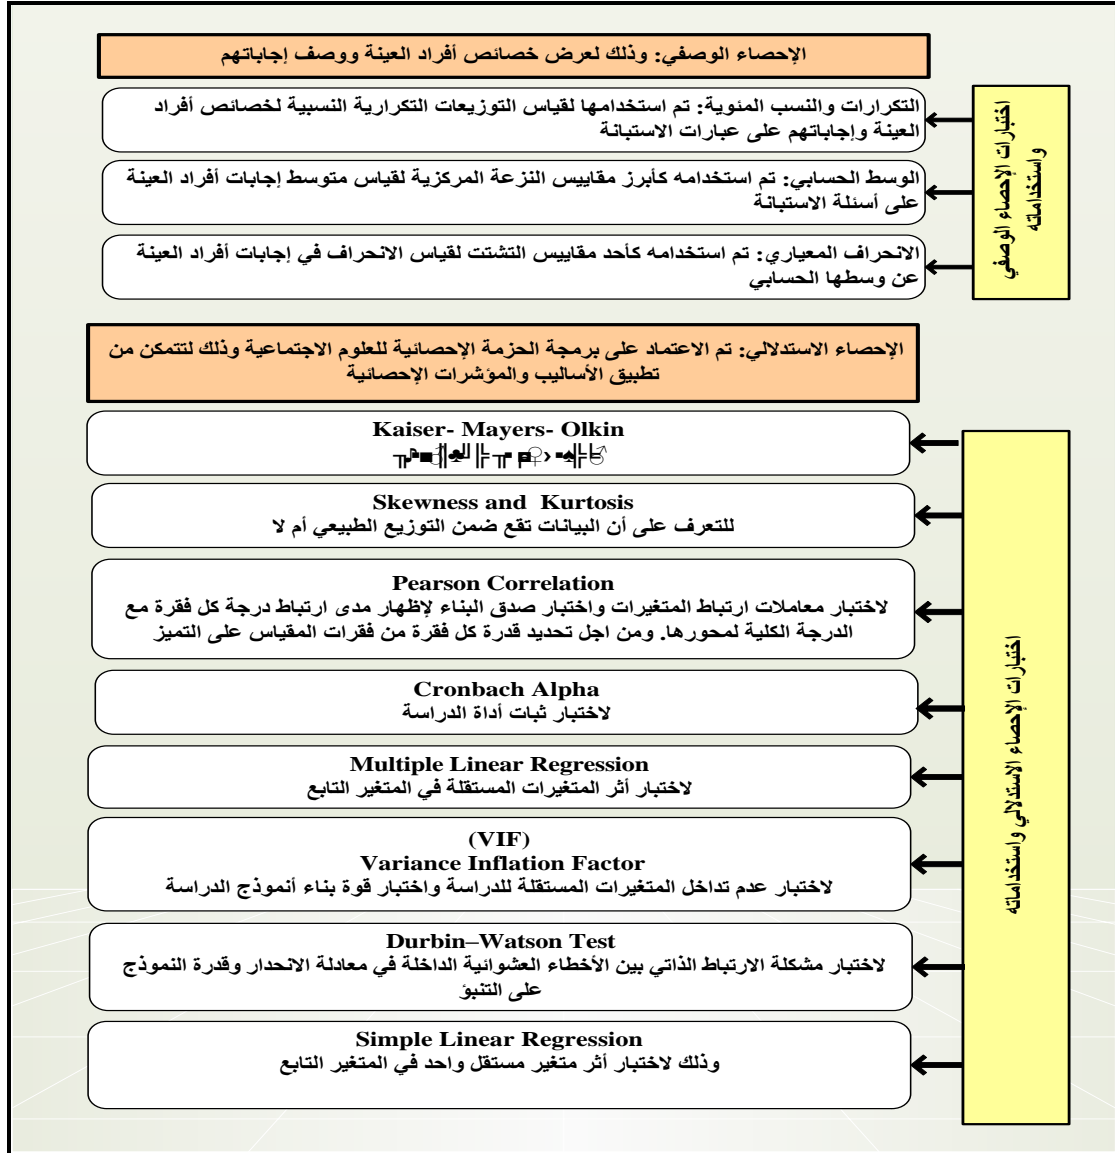 الإحصاء الوصفي: وذلك لعرض خصائص أفراد العينة ووصف إجاباتهم
اختبارات الإحصاء الوصفي
واستخداماته
التكرارات والنسب المئوية: تم استخدامها لقياس التوزيعات التكرارية النسبية لخصائص أفراد
العينة وإجاباتهم على عبارات الاستبانة
الوسط الحسابي: تم استخدامه كأبرز مقاييس النزعة المركزية لقياس متوسط إجابات أفراد العينة
على أسئلة الاستبانة
الانحراف المعياري: تم استخدامه كأحد مقاييس التشتت لقياس الانحراف في إجابات أفراد العينة
عن وسطها الحسابي
الإحصاء الاستدلالي: تم الاعتماد على برمجة الحزمة الإحصائية للعلوم الاجتماعية وذلك لتتمكن من
تطبيق الأساليب والمؤشرات الإحصائية
اختبارات الإحصاء الاستدلالي واستخداماته
Kaiser- Mayers- Olkin
Skewness and Kurtosis
للتعرف على أن البيانات تقع ضمن التوزيع الطبيعي أم لا
Pearson Correlation
لاختبار معاملات ارتباط المتغيرات واختبار صدق البناء لإظهار مدى ارتباط درجة كل فقرة مع
الدرجة الكلية لمحورها. ومن اجل تحديد قدرة كل فقرة من فقرات المقياس على التميز
Cronbach Alpha
لاختبار ثبات أداة الدراسة
Multiple Linear Regression
لاختبار أثر المتغيرات المستقلة في المتغير التابع
(VIF)
Variance Inflation Factor
لاختبار عدم تداخل المتغيرات المستقلة للدراسة واختبار قوة بناء أنموذج الدراسة
Durbin–Watson Test
لاختبار مشكلة الارتباط الذاتي بين الأخطاء العشوائية الداخلة في معادلة الانحدار وقدرة النموذج
على التنبؤ
Simple Linear Regression
وذلك لاختبار أثر متغير مستقل واحد في المتغير التابع